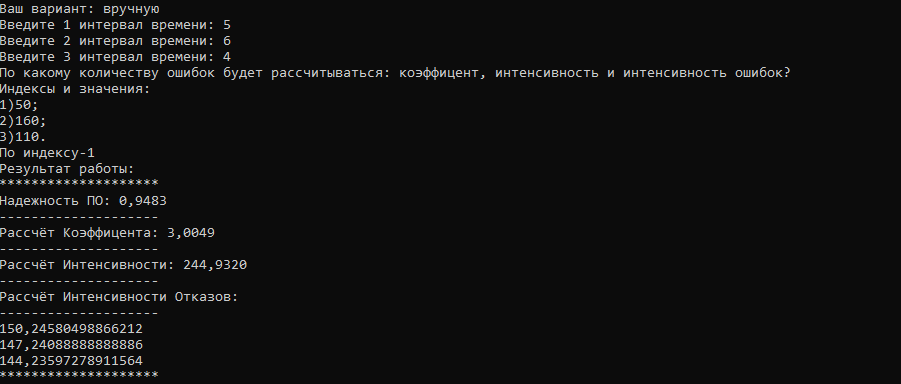 Ваш вариант: вручную
Введите 1 интервал времени: 5
Введите 2 интервал времени: 6
Введите 3 интервал времени: 4
По какому количеству ошибок будет рассчитываться: коэффицент, интенсивность и интенсивность ошибок?
Индексы и значения:
1)50;
2)160;
3)110.
По индексу-1
Результат работы:
********************
Надежность ПО: 0,9483
--------------------
Рассчёт Коэффицента: 3,0049
--------------------
Рассчёт Интенсивности: 244,9320
--------------------
Рассчёт Интенсивности Отказов:
--------------------
150,24580498866212
147,24088888888886
144,23597278911564
********************